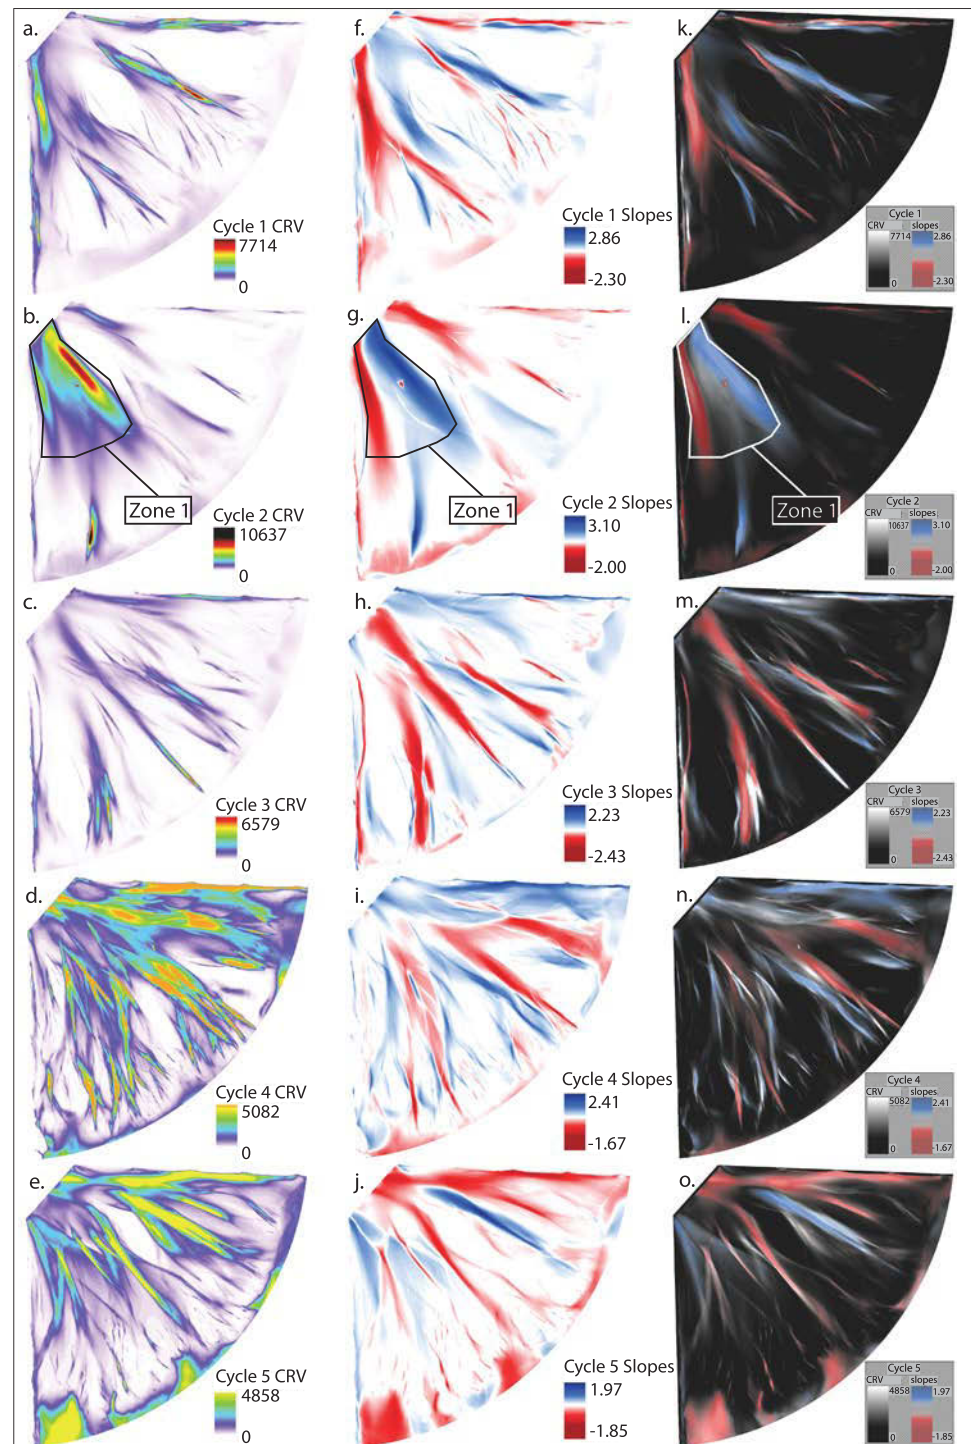 a.
Cycle 1 CRV
7714
0
f.
Cycle 1 Slopes
2.86
-2.30
k.
Cycle 1
CRV slopes
7714 2.86
0 -2.30
b.
Zone 1
Cycle 2 CRV
10637
0
g.
Zone 1
Cycle 2 Slopes
3.10
-2.00
l.
Zone 1
Cycle 2
CRV slopes
10637 3.10
0 -2.00
c.
Cycle 3 CRV
6579
0
h.
Cycle 3 Slopes
2.23
-2.43
m.
Cycle 3
CRV slopes
6579 2.23
0 -2.43
d.
Cycle 4 CRV
5082
0
i.
Cycle 4 Slopes
2.41
-1.67
n.
Cycle 4
CRV slopes
5082 2.41
0 -1.67
e.
Cycle 5 CRV
4858
0
j.
Cycle 5 Slopes
1.97
-1.85
o.
Cycle 5
CRV slopes
4858 1.97
0 -1.85